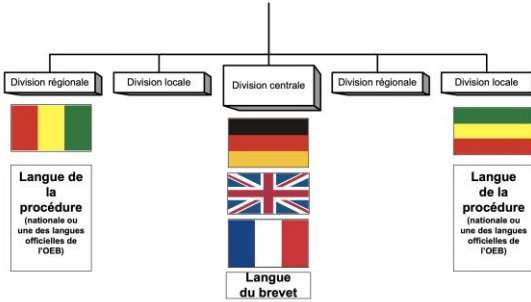 Division régionale
Division locale
Division centrale
Division régionale
Division locale
Langue de
la
procédure
(nationale ou
une des langues
officielles de
l'OEB)
Langue
du brevet
Langue
de la
procédure
(nationale ou
une des langues
officielles de
l'OEB)